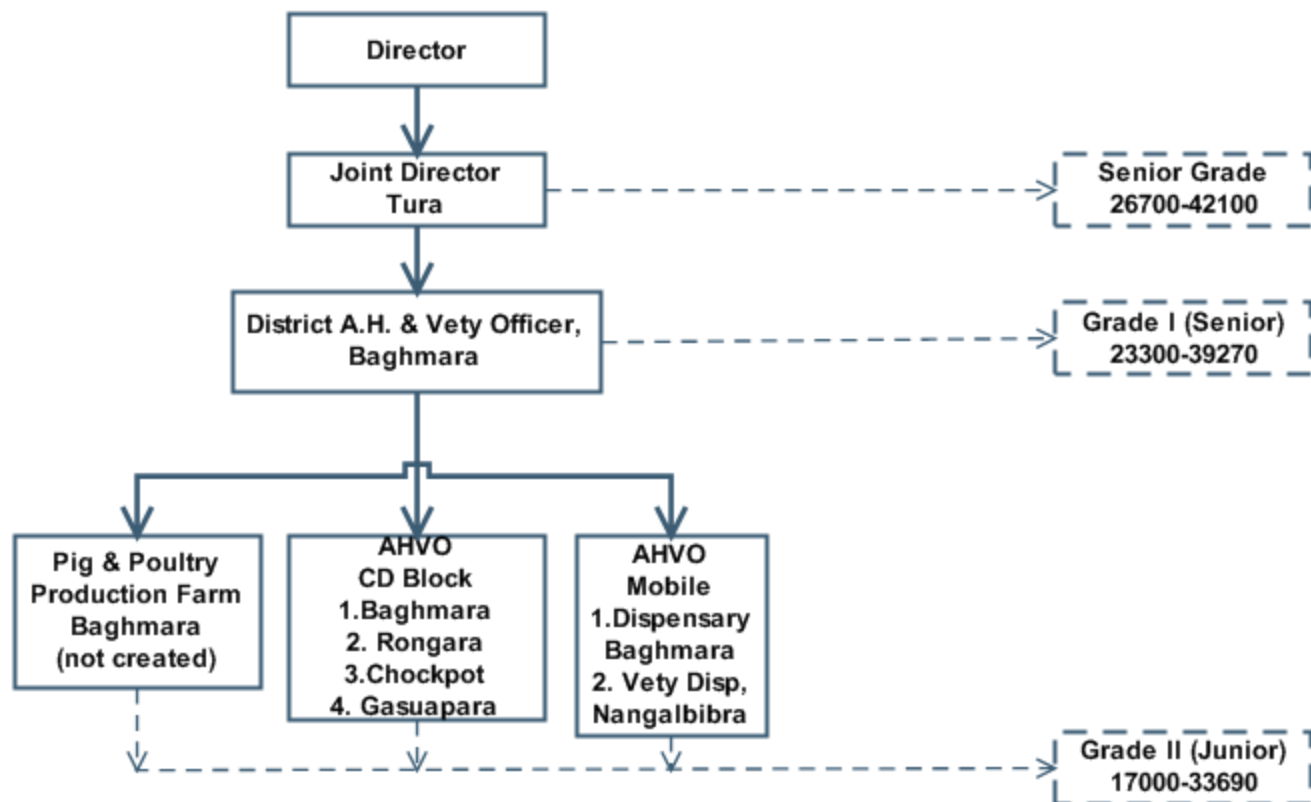 Director
Joint Director
Tura
Senior Grade
26700-42100
District A.H. & Vety Officer,
Baghmara
Grade I (Senior)
23300-39270
Pig & Poultry
Production Farm
Baghmara
(not created)
AHVO
CD Block
1.Baghmara
2. Rongara
3.Chockpot
4. Gasuapara
AHVO
Mobile
1.Dispensary
Baghmara
2. Vety Disp,
Nangalbibra
Grade II (Junior)
17000-33690